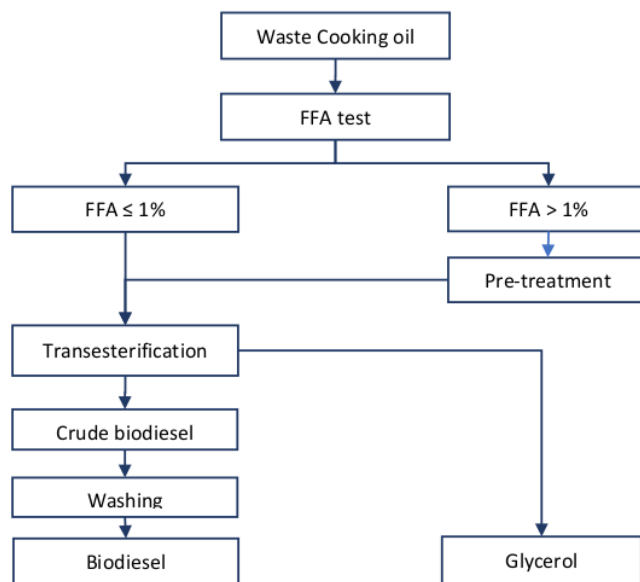 Waste Cooking oil
FFA test
FFA ≤ 1%
FFA > 1%
Pre-treatment
Transesterification
Crude biodiesel
Washing
Biodiesel
Glycerol